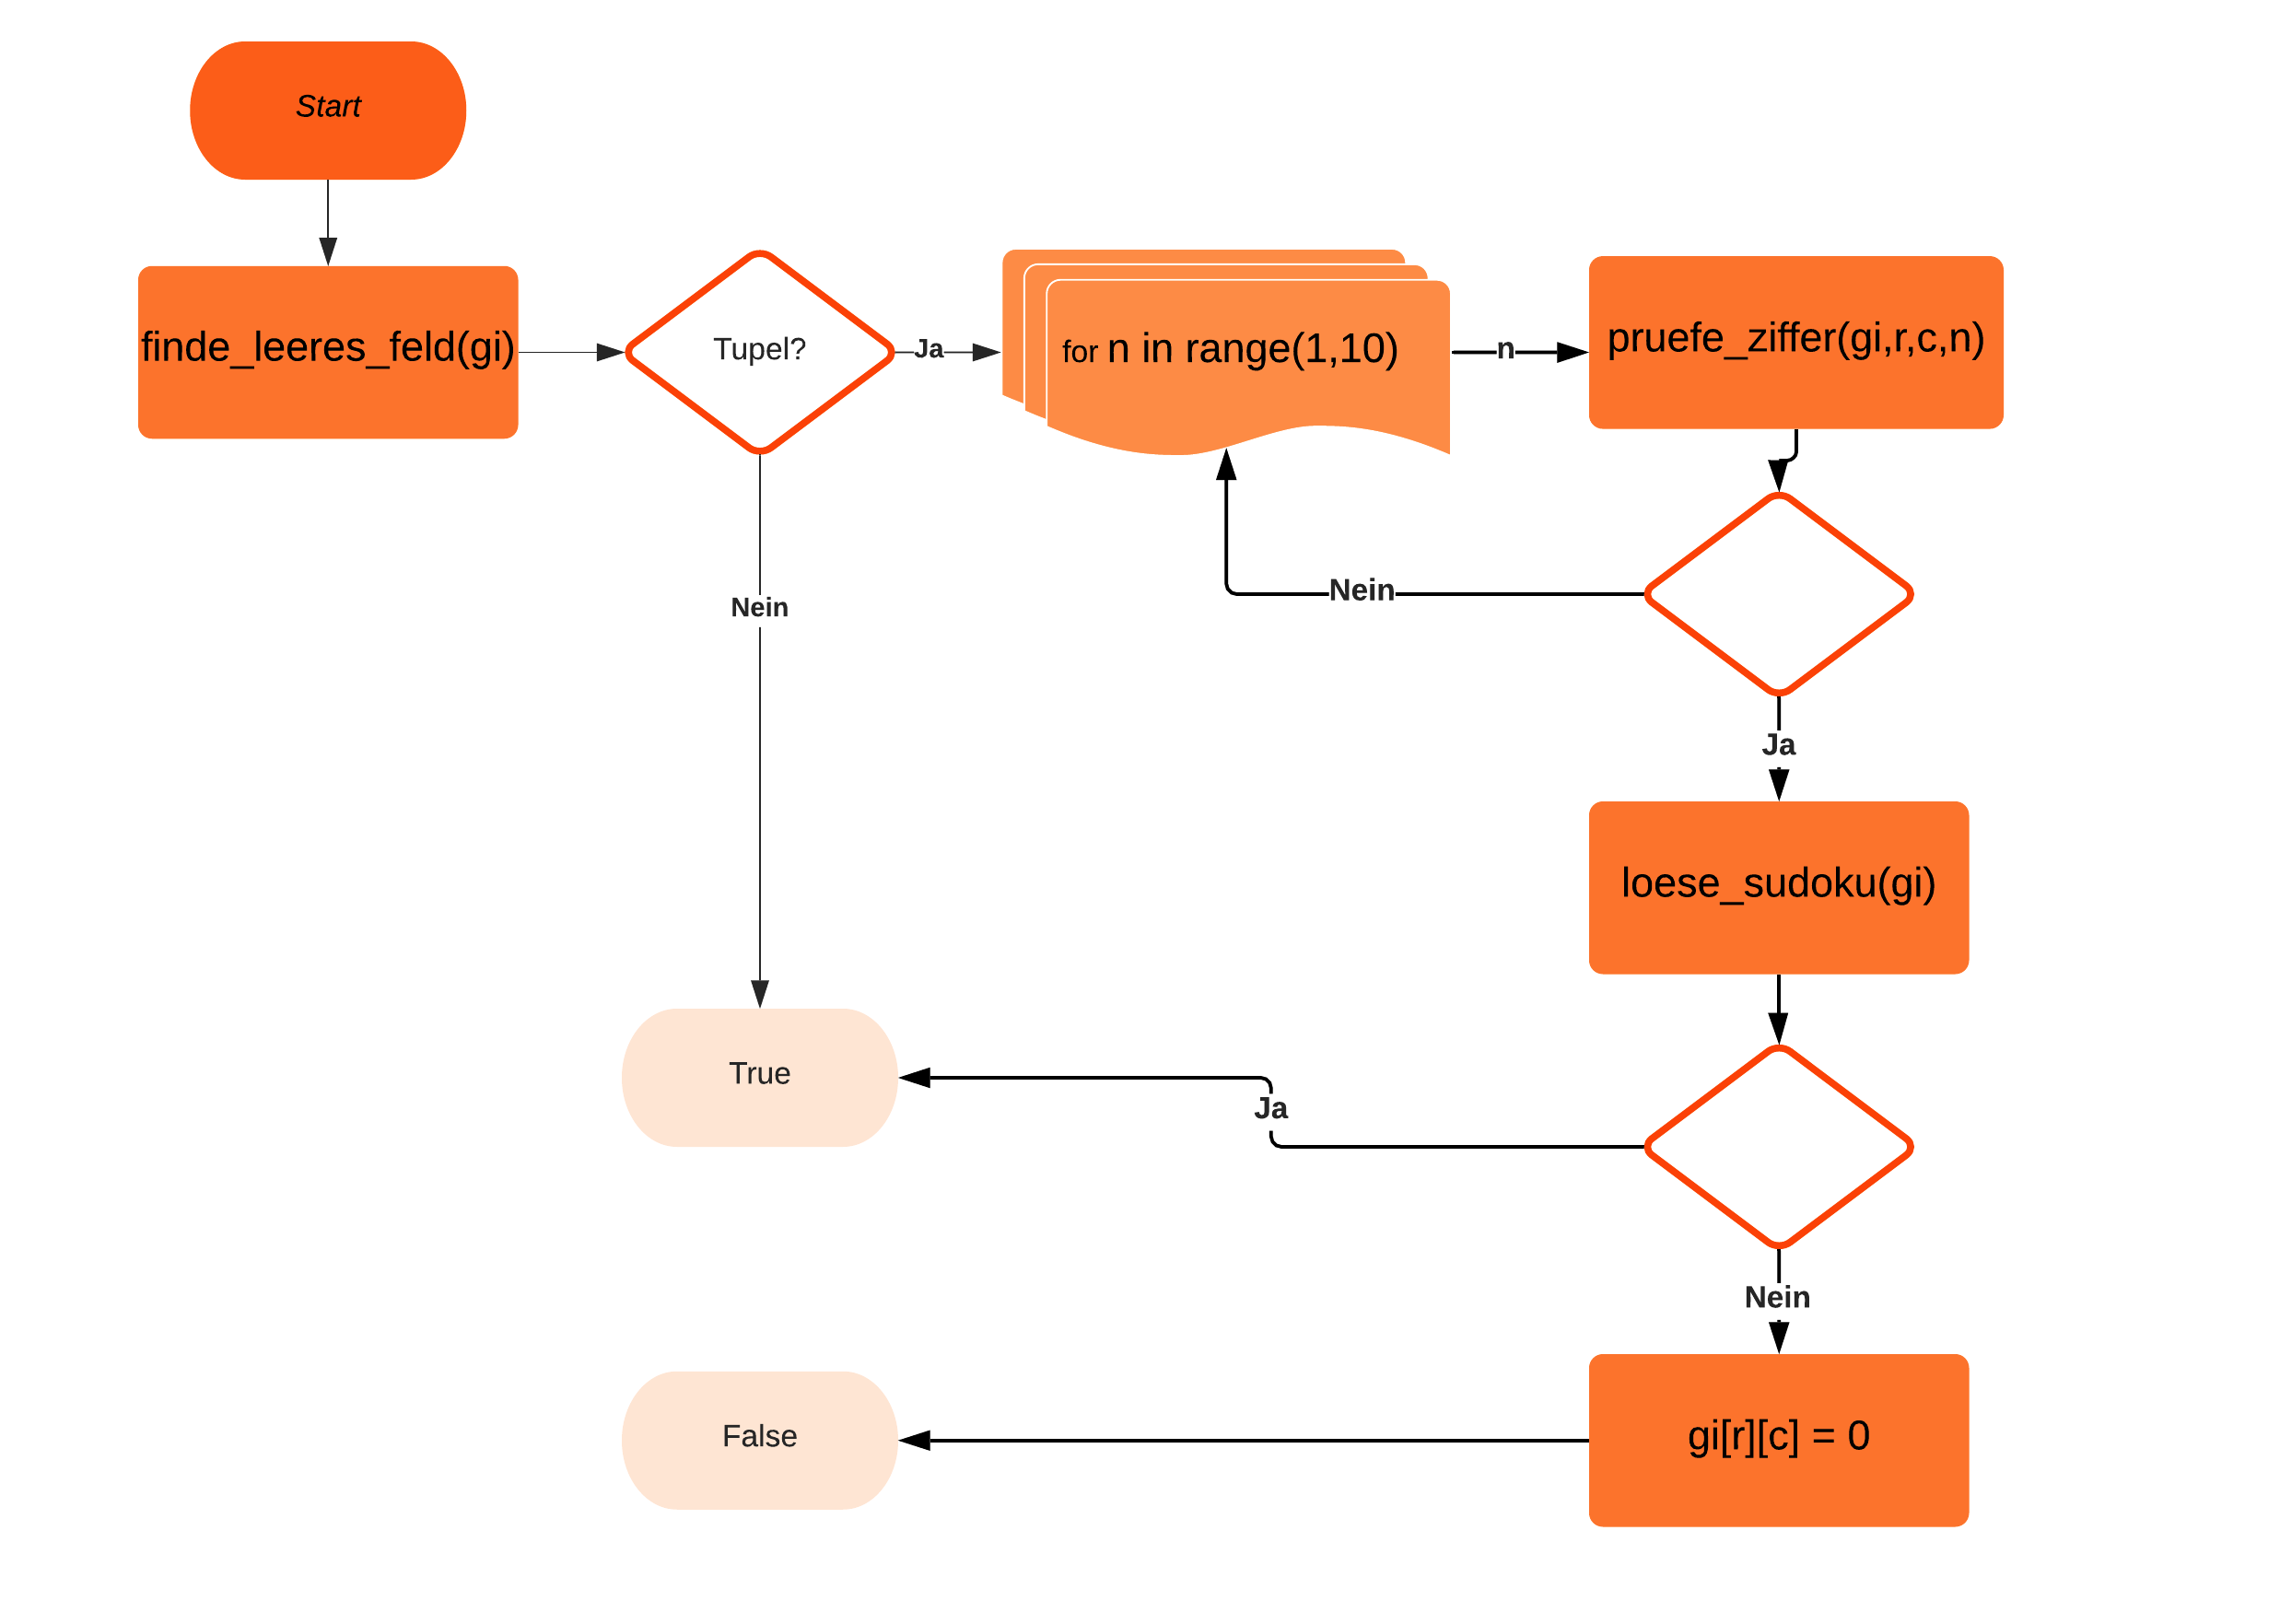 Start
finde_leeres_feld(gi)
Tupel?
Ja
for n in range(1,10)
n
pruefe_ziffer(gi,r,c,n)
Nein
Nein
Ja
loese_sudoku(gi)
True
Ja
Nein
False
gi[r][c] = 0